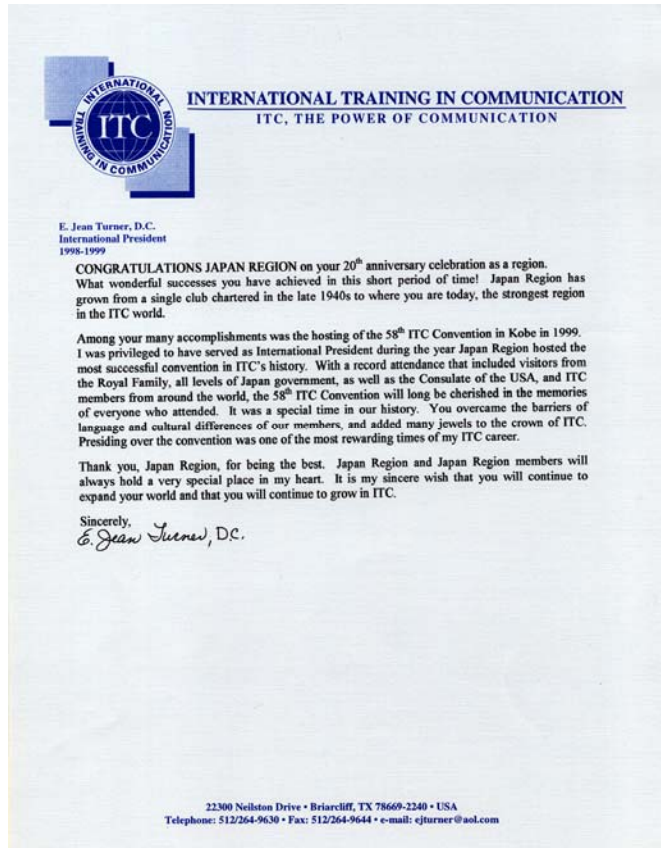 INTERNATIONAL TRAINING IN COMMUNICATION
ITC
INTERNATIONAL TRAINING IN COMMUNICATION
ITC, THE POWER OF COMMUNICATION
E. Jean Turner, D.C.
International President
1998-1999
CONGRATULATIONS JAPAN REGION on your 20th anniversary celebration as a region.
What wonderful successes you have achieved in this short period of time! Japan Region has
grown from a single club chartered in the late 1940s to where you are today, the strongest region
in the ITC world.
Among your many accomplishments was the hosting of the 58th ITC Convention in Kobe in 1999.
I was privileged to have served as International President during the year Japan Region hosted the
most successful convention in ITC's history. With a record attendance that included visitors from
the Royal Family, all levels of Japan government, as well as the Consulate of the USA, and ITC
members from around the world, the 58th ITC Convention will long be cherished in the memories
of everyone who attended. It was a special time in our history. You overcame the barriers of
language and cultural differences of our members, and added many jewels to the crown of ITC.
Presiding over the convention was one of the most rewarding times of my ITC career.
Thank you, Japan Region, for being the best. Japan Region and Japan Region members will
always hold a very special place in my heart. It is my sincere wish that you will continue to
expand your world and that you will continue to grow in ITC.
Sincerely,
E. Jean Turner, D.C.
22300 Neilston Drive • Briarcliff, TX 78669-2240 • USA
Telephone: 512/264-9630 • Fax: 512/264-9644 • e-mail: ejturner@aol.com